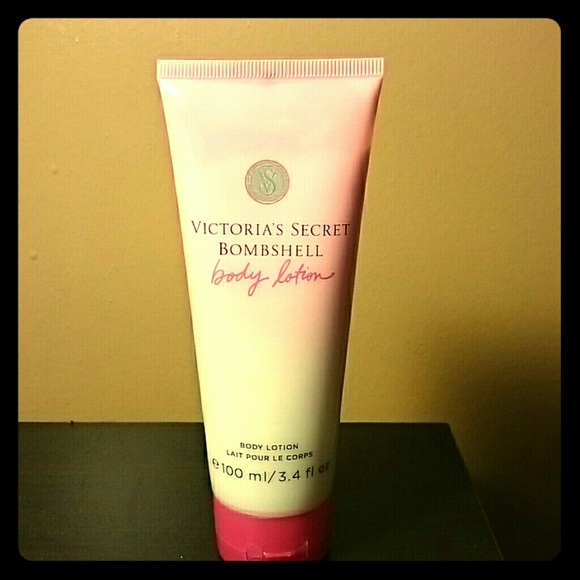 VS
VICTORIA'S SECRET
BOMBSHELL
body lotion
BODY LOTION
LAIT POUR LE CORPS
℮100 ml/3.4 fl oz